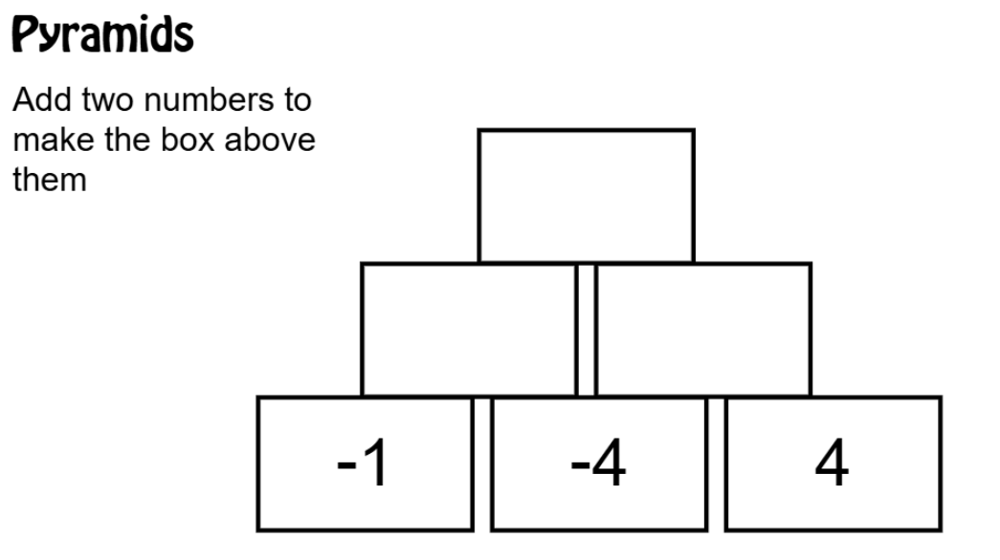 Pyramids
Add two numbers to
make the box above
them
-1 -4 4